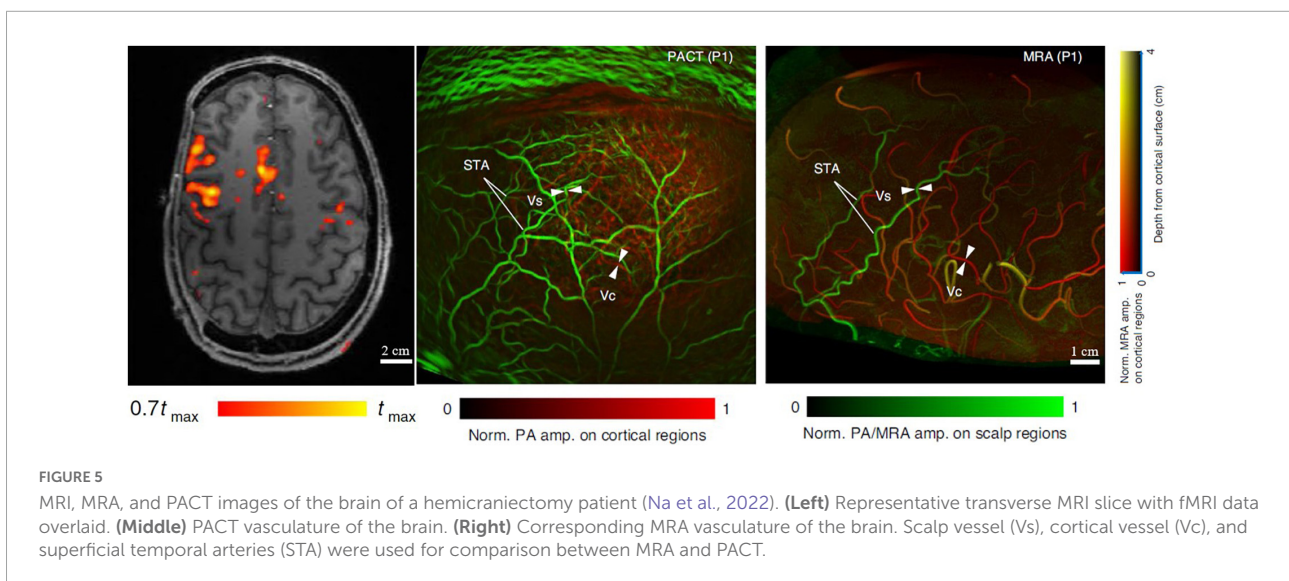 PACT (P1)
MRA (P1)
STA
Vs
Vc
STA
Vs
Vc
2 cm
1 cm
4
0
Depth from cortical surface (cm)
1
0
Norm. MRA amp.
on cortical regions
0.7t max
t max
0
1
Norm. PA amp. on cortical regions
0
1
Norm. PA/MRA amp. on scalp regions
FIGURE 5
MRI, MRA, and PACT images of the brain of a hemicraniectomy patient (Na et al., 2022). (Left) Representative transverse MRI slice with fMRI data
overlaid. (Middle) PACT vasculature of the brain. (Right) Corresponding MRA vasculature of the brain. Scalp vessel (Vs), cortical vessel (Vc), and
superficial temporal arteries (STA) were used for comparison between MRA and PACT.